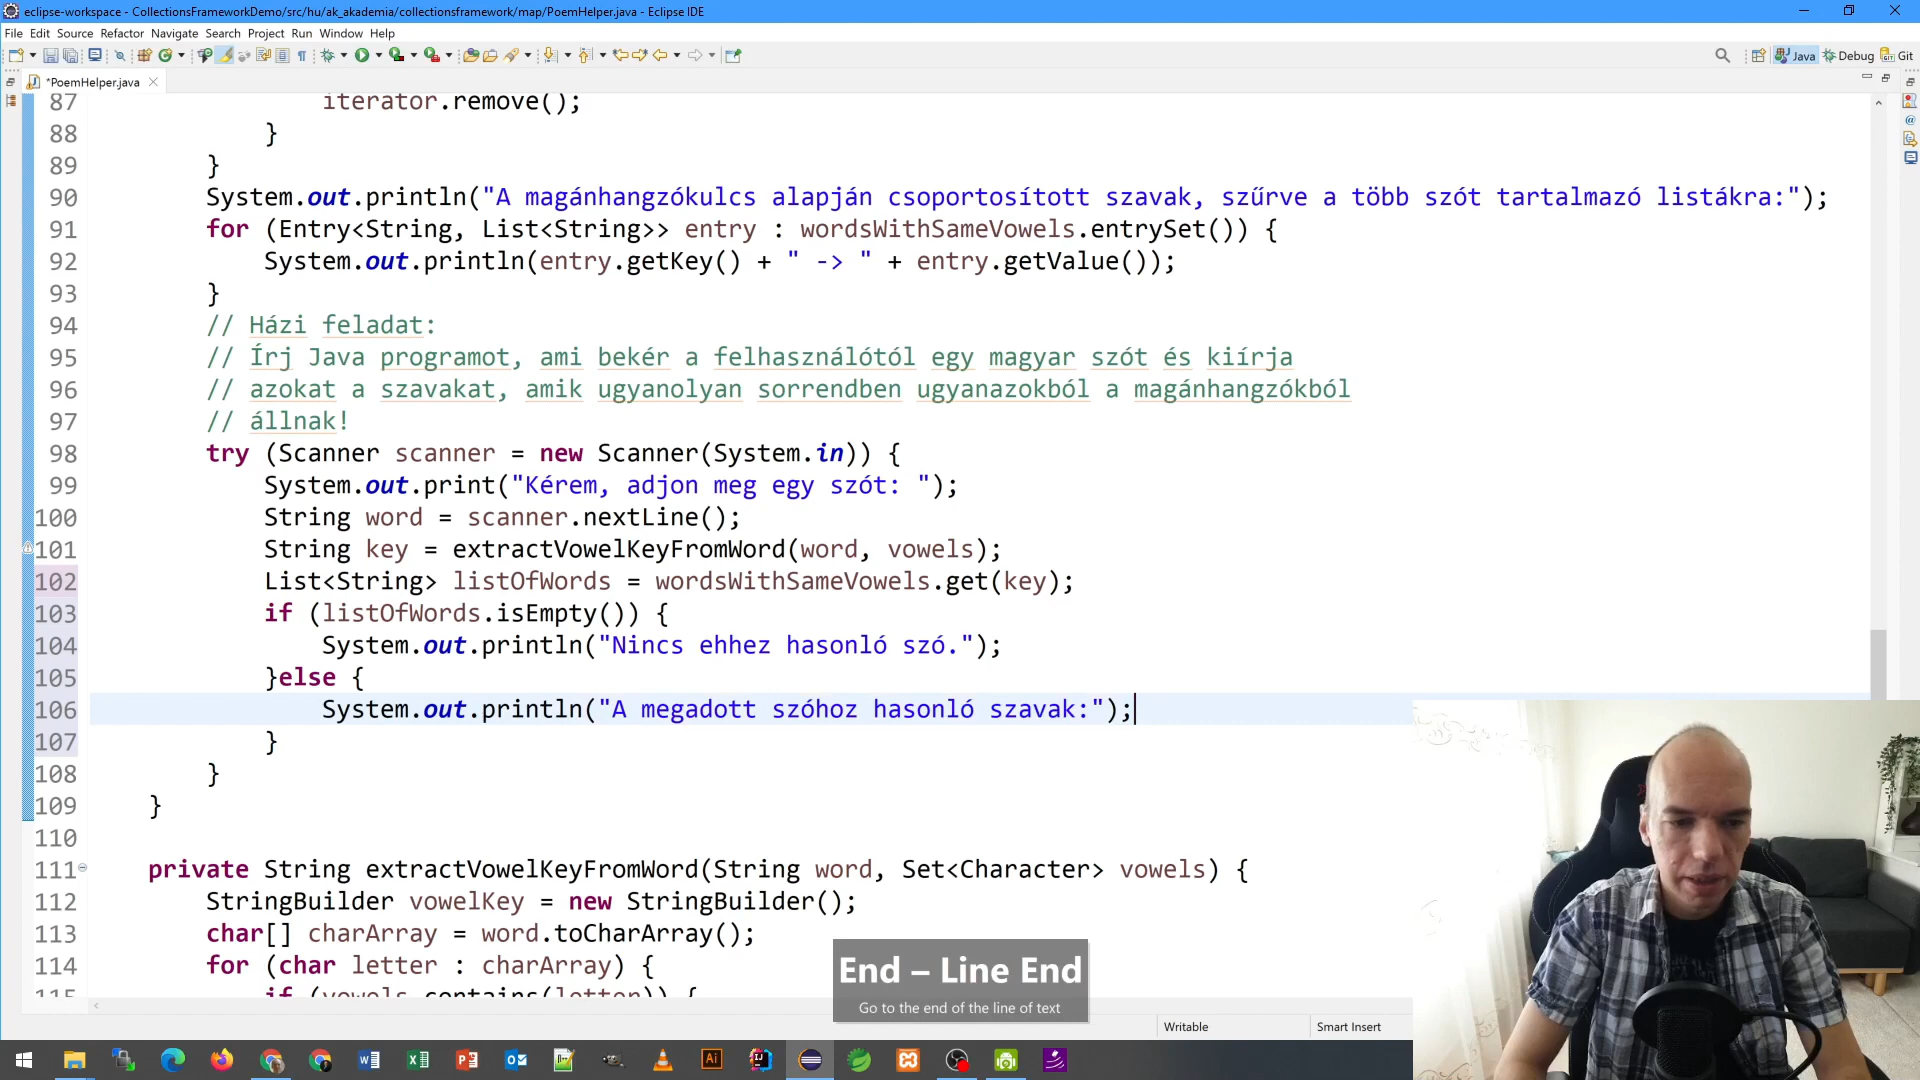 eclipse-workspace - CollectionsFrameworkDemo/src/hu/ak_akademia/collectionsframework/map/PoemHelper.java - Eclipse IDE
File Edit Source Refactor Navigate Search Project Run Window Help
Java Debug Git
*PoemHelper.java
87 iterator.remove();
88 }
89 }
90 System.out.println("A magánhangzókulcs alapján csoportosított szavak, szűrve a több szót tartalmazó listákra:");
91 for (Entry<String, List<String>> entry : wordsWithSameVowels.entrySet()) {
92 System.out.println(entry.getKey() + " -> " + entry.getValue());
93 }
94 // Házi feladat:
95 // Írj Java programot, ami bekér a felhasználótól egy magyar szót és kiírja
96 // azokat a szavakat, amik ugyanolyan sorrendben ugyanazokból a magánhangzókból
97 // állnak!
98 try (Scanner scanner = new Scanner(System.in)) {
99 System.out.print("Kérem, adjon meg egy szót: ");
100 String word = scanner.nextLine();
101 String key = extractVowelKeyFromWord(word, vowels);
102 List<String> listOfWords = wordsWithSameVowels.get(key);
103 if (listOfWords.isEmpty()) {
104 System.out.println("Nincs ehhez hasonló szó.");
105 }else {
106 System.out.println("A megadott szóhoz hasonló szavak:");
107 }
108 }
109 }
110
111 private String extractVowelKeyFromWord(String word, Set<Character> vowels) {
112 StringBuilder vowelKey = new StringBuilder();
113 char[] charArray = word.toCharArray();
114 for (char letter : charArray) {
115 if (vowels.contains(letter)) {
End – Line End
Go to the end of the line of text
Writable Smart Insert